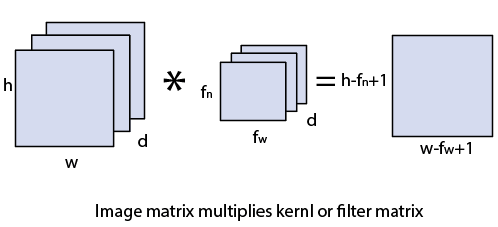 h
w
d
*
fn
fw
d
=
h-fn+1
w-fw+1
Image matrix multiplies kernl or filter matrix